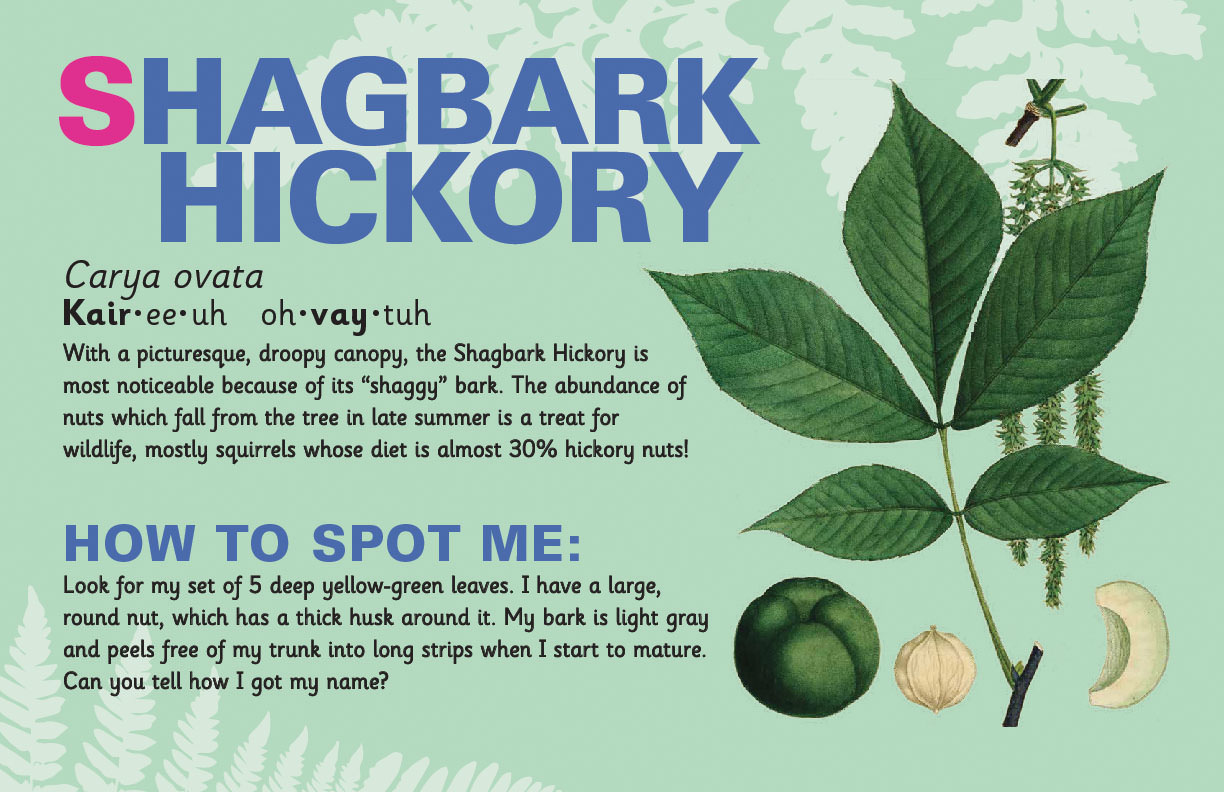 SHAGBARK
HICKORY
Carya ovata
Kair•ee•uh oh•vay•tuh
With a picturesque, droopy canopy, the Shagbark Hickory is
most noticeable because of its “shaggy” bark. The abundance of
nuts which fall from the tree in late summer is a treat for
wildlife, mostly squirrels whose diet is almost 30% hickory nuts!
HOW TO SPOT ME:
Look for my set of 5 deep yellow-green leaves. I have a large,
round nut, which has a thick husk around it. My bark is light gray
and peels free of my trunk into long strips when I start to mature.
Can you tell how I got my name?